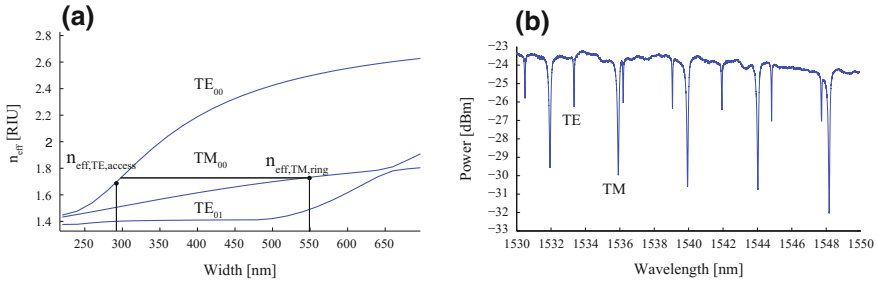 (a)
2.8
2.6
2.4
2.2
2
1.8
1.6
1.4
n_eff [RIU]
TE_00
n_eff,TE,access
TM_00
n_eff,TM,ring
TE_01
250 300 350 400 450 500 550 600 650
Width [nm]
(b)
−23
−24
−25
−26
−27
−28
−29
−30
−31
−32
−33
Power [dBm]
TE
TM
1530 1532 1534 1536 1538 1540 1542 1544 1546 1548 1550
Wavelength [nm]